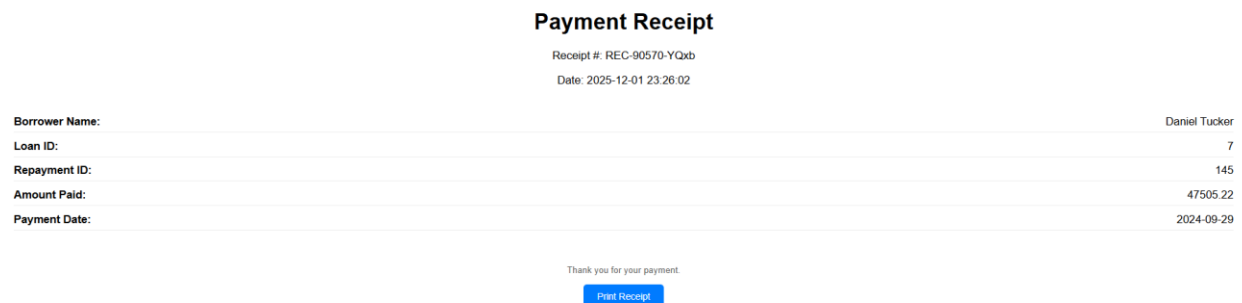 Payment Receipt
Receipt #: REC-90570-YQxb
Date: 2025-12-01 23:26:02
Borrower Name: Daniel Tucker
Loan ID: 7
Repayment ID: 145
Amount Paid: 47505.22
Payment Date: 2024-09-29
Thank you for your payment.
Print Receipt